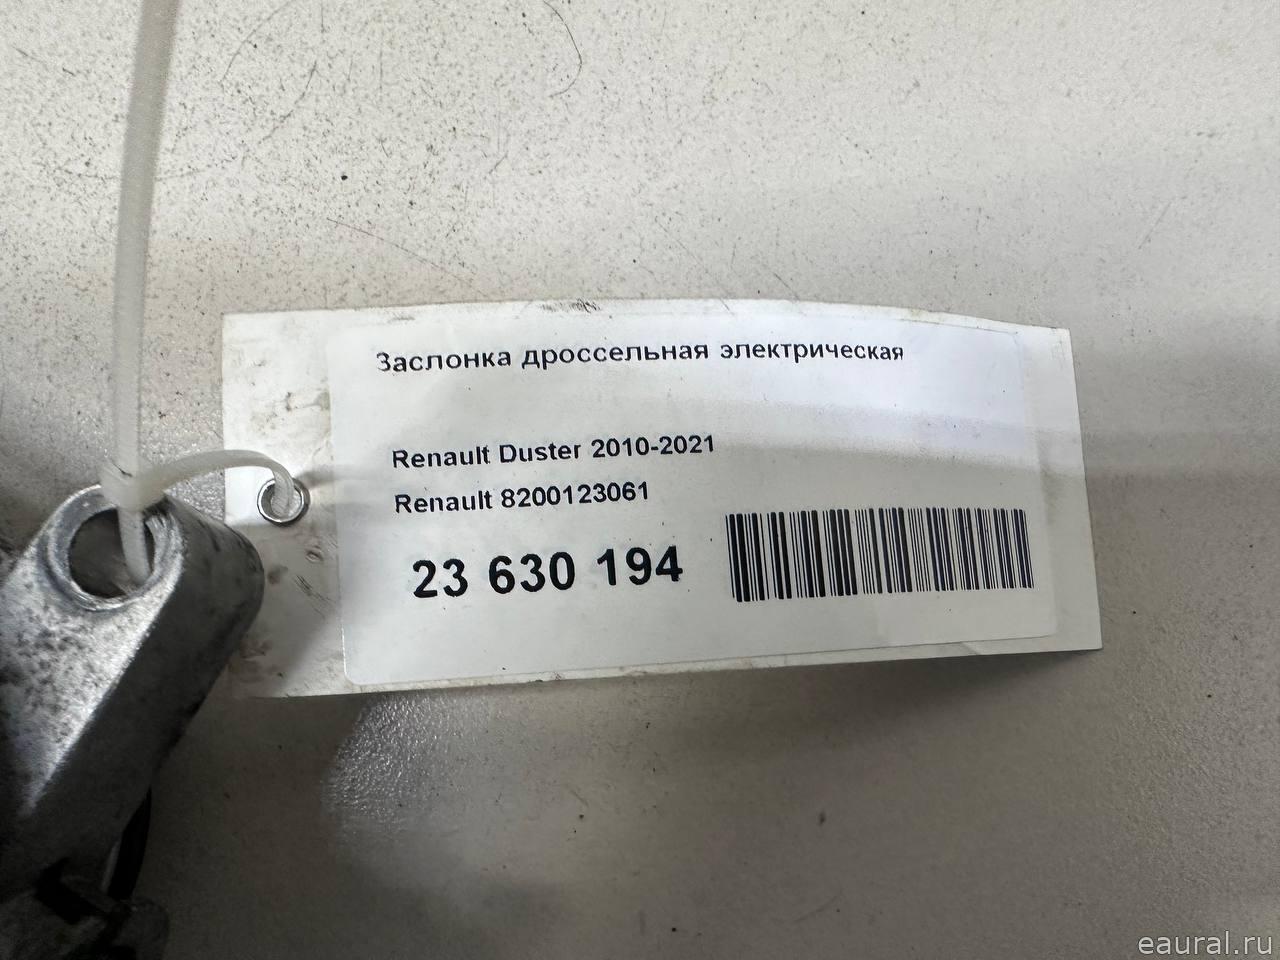 Заслонка дроссельная электрическая
Renault Duster 2010-2021
Renault 8200123061
23 630 194
eaural.ru